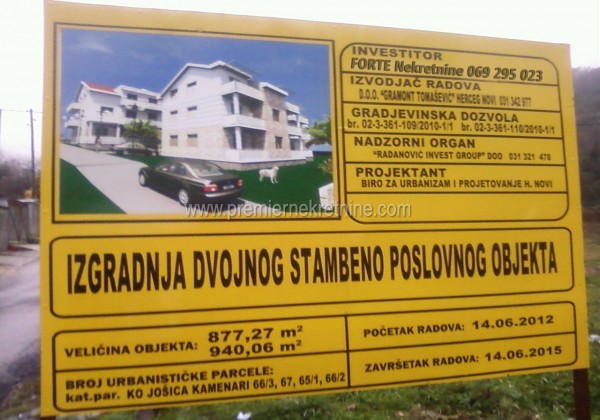 INVESTITOR
FORTE Nekretnine 069 295 023
IZVODJAČ RADOVA
D.O.O. "GRAMONT TOMAŠEVIĆ" HERCEG NOVI 031 342 977
GRADJEVINSKA DOZVOLA
br. 02-3-361-109/2010-1/1 br. 02-3-361-110/2010-1/1
NADZORNI ORGAN
"RADANOVIĆ INVEST GROUP" DOO 031 321 478
PROJEKTANT
BIRO ZA URBANIZAM I PROJETOVANJE H. NOVI
www.premiernekretnine.com
IZGRADNJA DVOJNOG STAMBENO POSLOVNOG OBJEKTA
VELIČINA OBJEKTA: 877,27 m²
940,06 m²
BROJ URBANISTIČKE PARCELE:
kat.par. KO JOŠICA KAMENARI 66/3, 67, 65/1, 66/2
POČETAK RADOVA: 14.06.2012
ZAVRŠETAK RADOVA: 14.06.2015